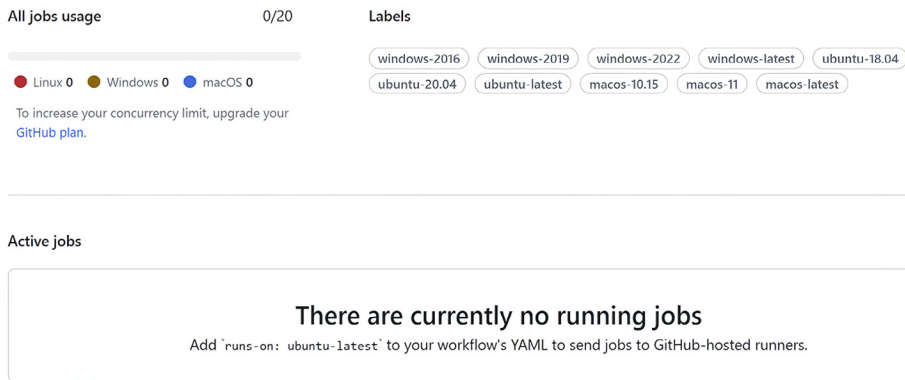 All jobs usage 0/20
Linux 0 Windows 0 macOS 0
To increase your concurrency limit, upgrade your
GitHub plan.
Labels
windows-2016 windows-2019 windows-2022 windows-latest ubuntu-18.04
ubuntu-20.04 ubuntu-latest macos-10.15 macos-11 macos-latest
Active jobs
There are currently no running jobs
Add `runs-on: ubuntu-latest` to your workflow's YAML to send jobs to GitHub-hosted runners.